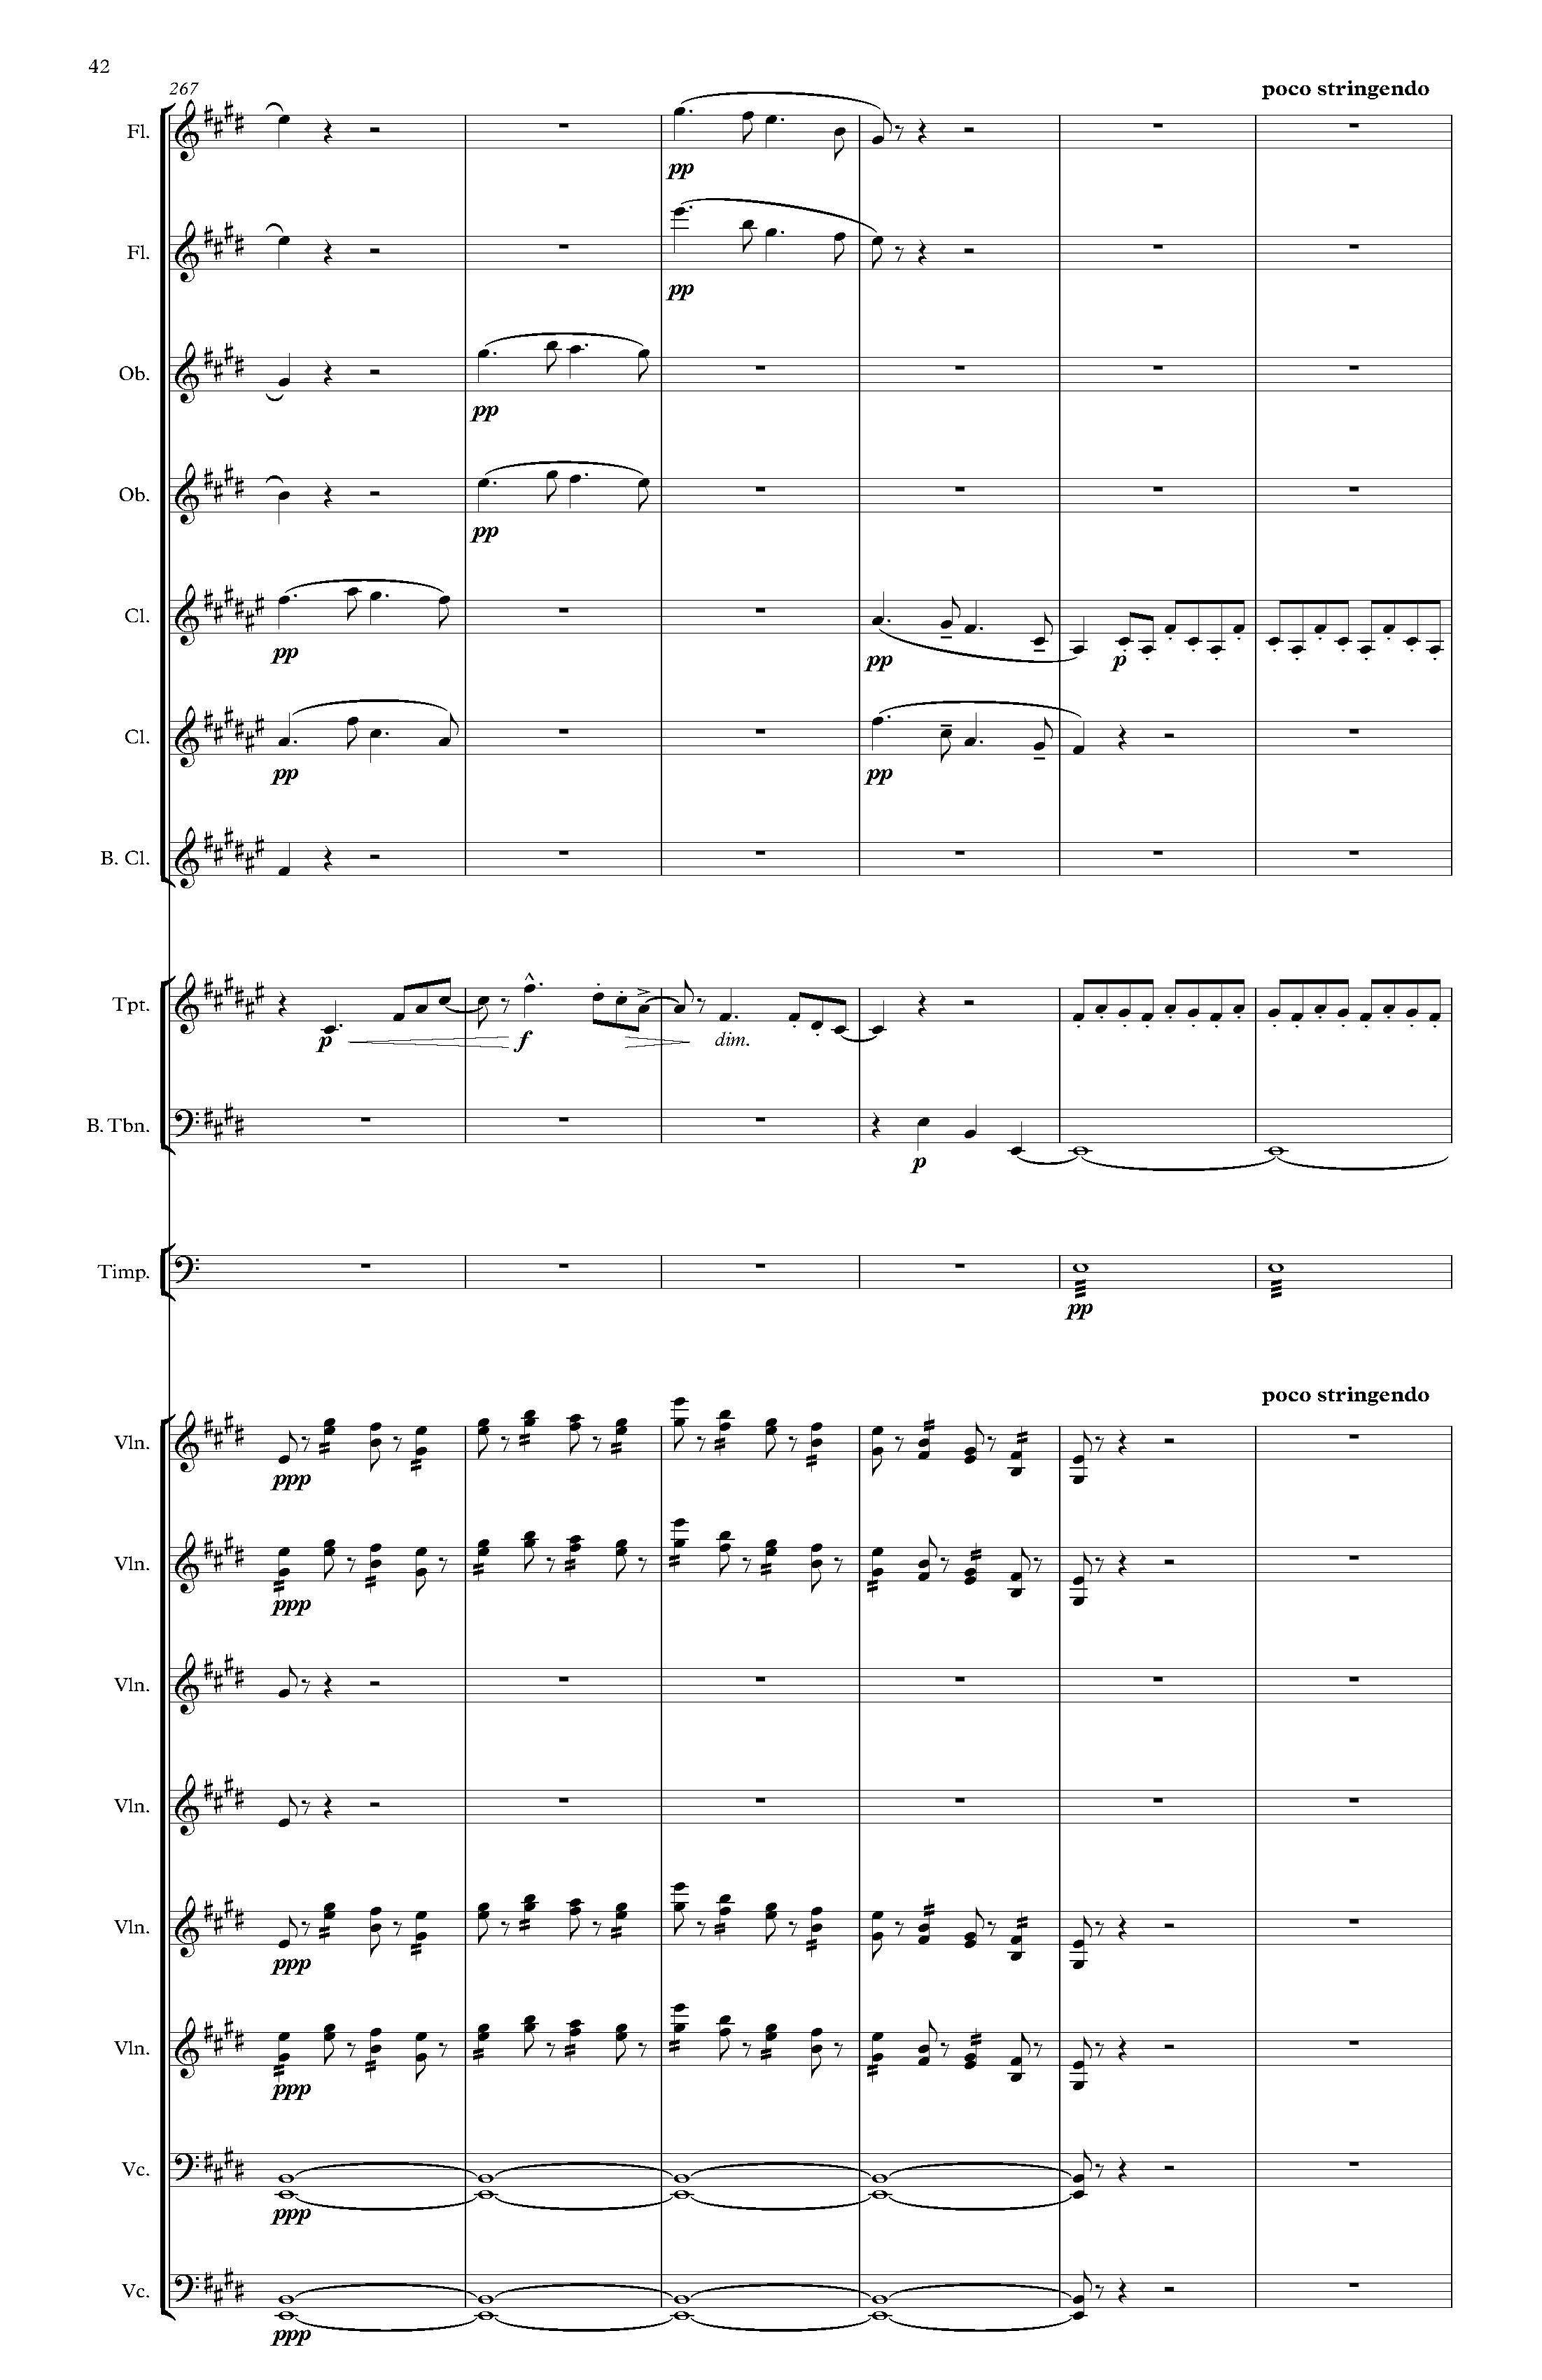 42
267
poco stringendo
Fl.
pp
Fl.
pp
Ob.
pp
Ob.
pp
Cl.
pp pp p
Cl.
pp pp
B. Cl.
Tpt.
p f dim.
B. Tbn.
p
Timp.
pp
poco stringendo
Vln.
ppp
Vln.
ppp
Vln.
Vln.
Vln.
ppp
Vln.
ppp
Vc.
ppp
Vc.
ppp